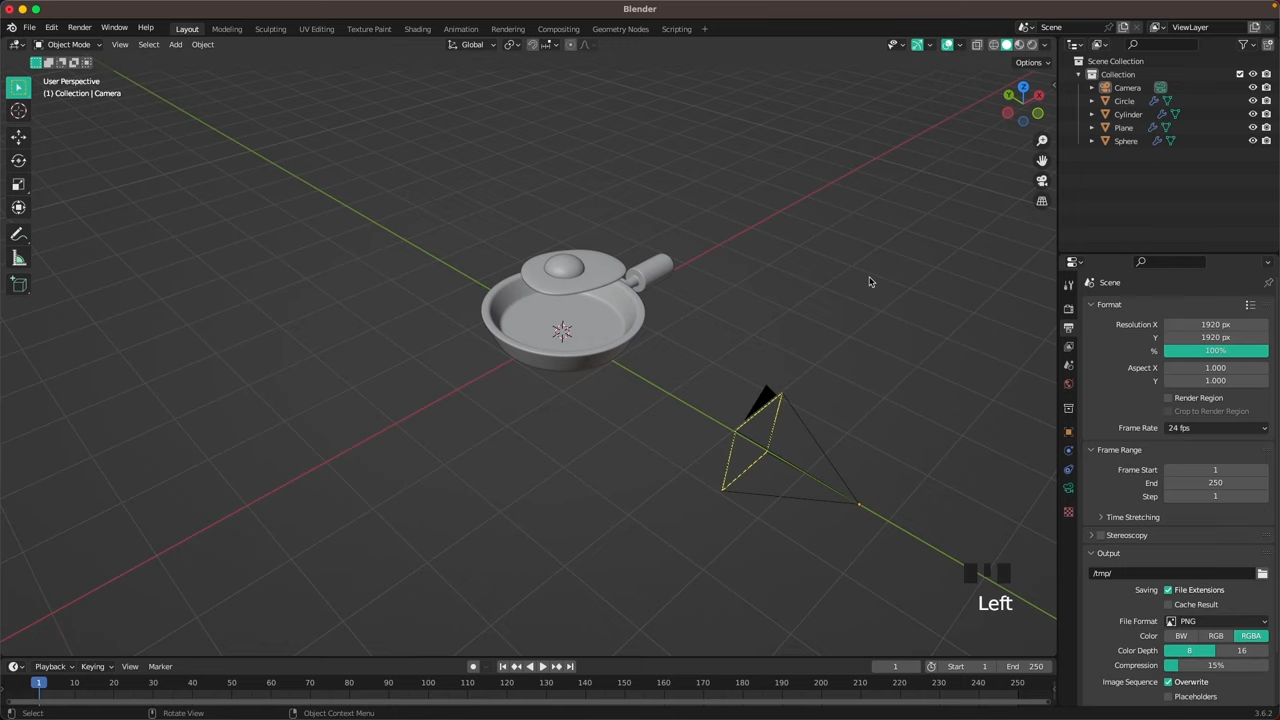 Blender
File Edit Render Window Help
Layout Modeling Sculpting UV Editing Texture Paint Shading Animation Rendering Compositing Geometry Nodes Scripting +
Scene
ViewLayer
Object Mode View Select Add Object
Global
Options
User Perspective
(1) Collection | Camera
Z
Y
X
Scene Collection
Collection
Camera
Circle
Cylinder
Plane
Sphere
Scene
Format
Resolution X 1920 px
Y 1920 px
% 100%
Aspect X 1.000
Y 1.000
Render Region
Crop to Render Region
Frame Rate 24 fps
Frame Range
Frame Start 1
End 250
Step 1
Time Stretching
Stereoscopy
Output
/tmp/
Saving File Extensions
Cache Result
File Format PNG
Color BW RGB RGBA
Color Depth 8 16
Compression 15%
Image Sequence Overwrite
Placeholders
Left
Playback Keying View Marker
1
Start 1
End 250
1 10 20 30 40 50 60 70 80 90 100 110 120 130 140 150 160 170 180 190 200 210 220 230 240 250
Select
Rotate View
Object Context Menu
3.6.2